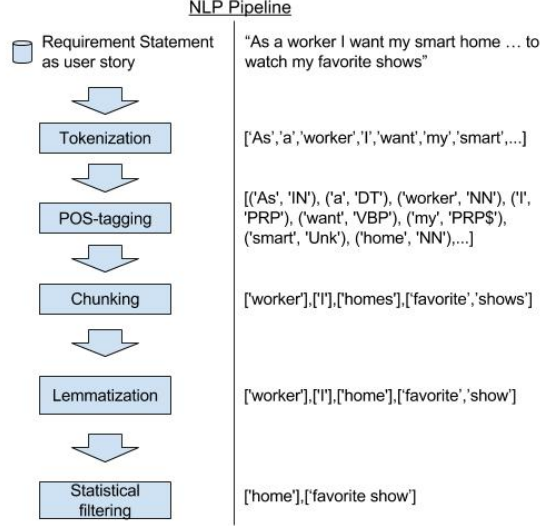 NLP Pipeline
Requirement Statement
as user story
“As a worker I want my smart home … to
watch my favorite shows”
Tokenization
['As','a','worker','I','want','my','smart',...]
POS-tagging
[('As', 'IN'), ('a', 'DT'), ('worker', 'NN'), ('I',
'PRP'), ('want', 'VBP'), ('my', 'PRP$'),
('smart', 'Unk'), ('home', 'NN'),...]
Chunking
['worker'],['I'],['homes'],['favorite','shows']
Lemmatization
['worker'],['I'],['home'],['favorite','show']
Statistical
filtering
['home'],['favorite show']